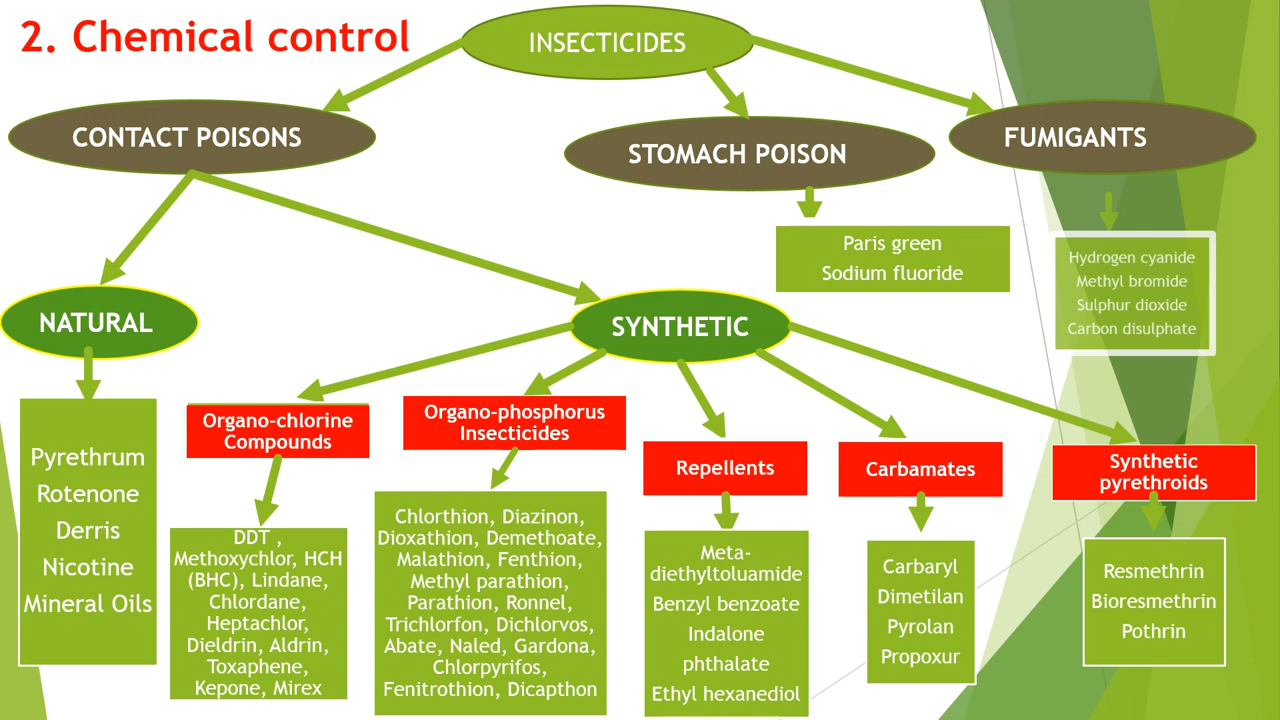 2. Chemical control
INSECTICIDES
CONTACT POISONS
STOMACH POISON
FUMIGANTS
Paris green
Sodium fluoride
Hydrogen cyanide
Methyl bromide
Sulphur dioxide
Carbon disulphate
NATURAL
SYNTHETIC
Pyrethrum
Rotenone
Derris
Nicotine
Mineral Oils
Organo-chlorine
Compounds
DDT ,
Methoxychlor, HCH
(BHC), Lindane,
Chlordane,
Heptachlor,
Dieldrin, Aldrin,
Toxaphene,
Kepone, Mirex
Organo-phosphorus
Insecticides
Chlorthion, Diazinon,
Dioxathion, Demethoate,
Malathion, Fenthion,
Methyl parathion,
Parathion, Ronnel,
Trichlorfon, Dichlorvos,
Abate, Naled, Gardona,
Chlorpyrifos,
Fenitrothion, Dicapthon
Repellents
Meta-
diethyltoluamide
Benzyl benzoate
Indalone
phthalate
Ethyl hexanediol
Carbamates
Carbaryl
Dimetilan
Pyrolan
Propoxur
Synthetic
pyrethroids
Resmethrin
Bioresmethrin
Pothrin